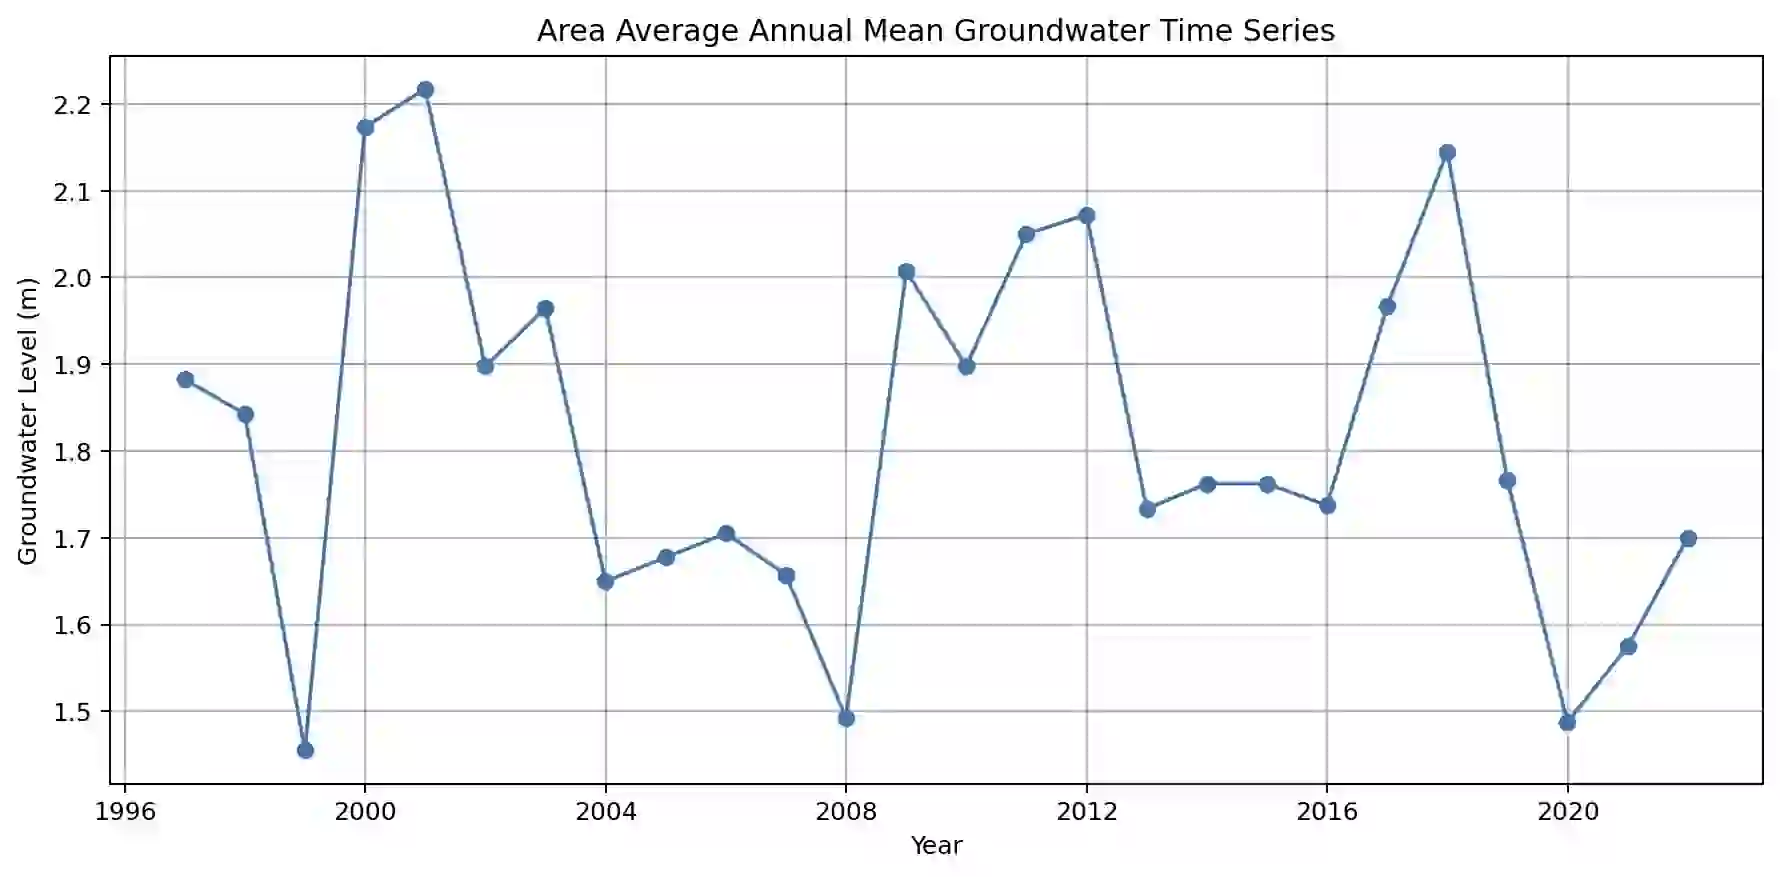 Area Average Annual Mean Groundwater Time Series
Groundwater Level (m)
2.2
2.1
2.0
1.9
1.8
1.7
1.6
1.5
1996 2000 2004 2008 2012 2016 2020
Year